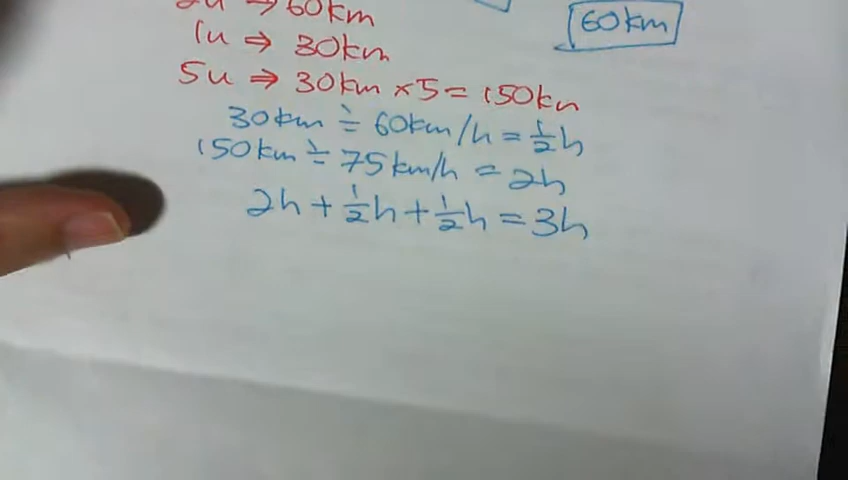 2u ⇒ 60km
60km
1u ⇒ 30km
5u ⇒ 30km × 5 = 150km
30km ÷ 60km/h = 1/2h
150km ÷ 75km/h = 2h
2h + 1/2h + 1/2h = 3h